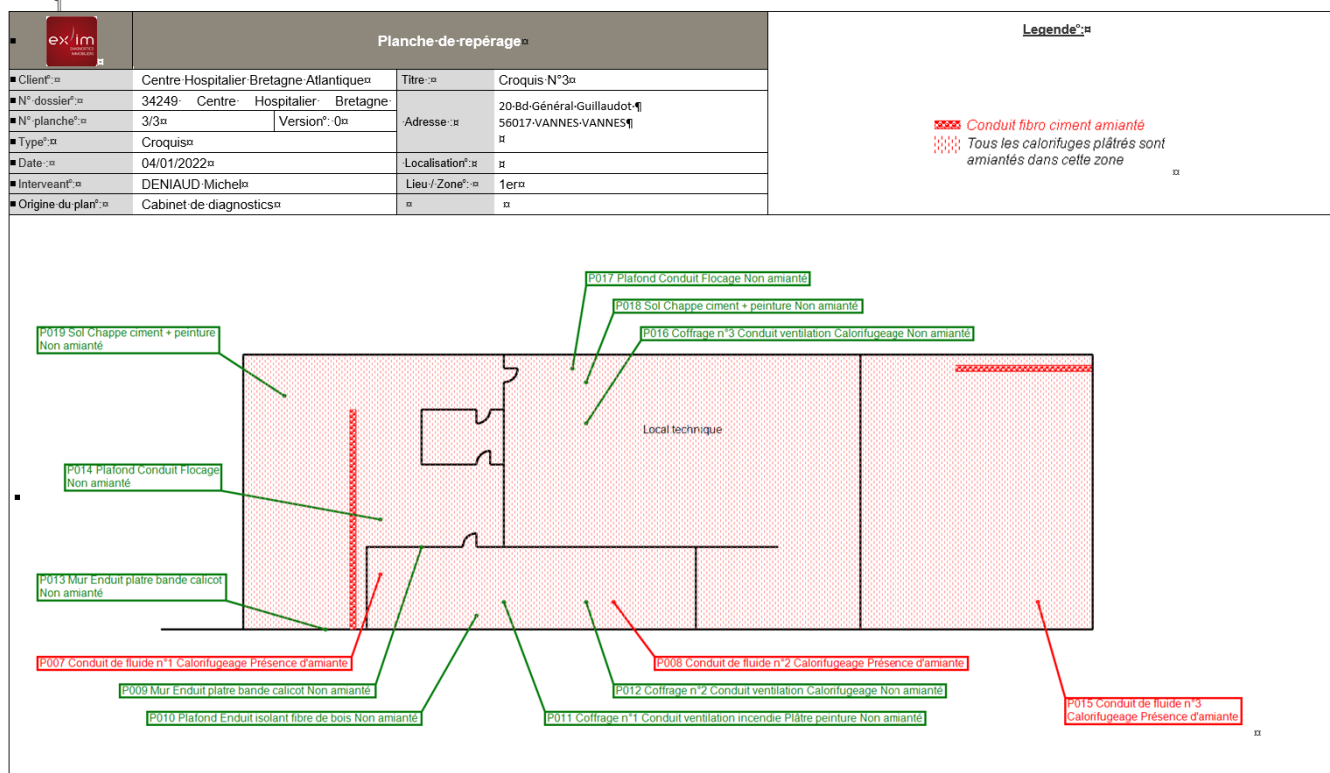 ex'im
DIAGNOSTICS
IMMOBILIERS
Planche de repérage
Legende :
Client :
Centre Hospitalier Bretagne Atlantique
Titre :
Croquis N°3
N° dossier :
34249 Centre Hospitalier Bretagne
Adresse :
20 Bd Général Guillaudot
56017 VANNES VANNES
N° planche :
3/3
Version : 0
Type :
Croquis
Date :
04/01/2022
Localisation :
Interveant :
DENIAUD Michel
Lieu / Zone :
1er
Origine du plan :
Cabinet de diagnostics
Conduit fibro ciment amianté
Tous les calorifuges plâtrés sont
amiantés dans cette zone
P017 Plafond Conduit Flocage Non amianté
P018 Sol Chappe ciment + peinture Non amianté
P016 Coffrage n°3 Conduit ventilation Calorifugeage Non amianté
P019 Sol Chappe ciment + peinture
Non amianté
Local technique
P014 Plafond Conduit Flocage
Non amianté
P013 Mur Enduit platre bande calicot
Non amianté
P007 Conduit de fluide n°1 Calorifugeage Présence d'amiante
P008 Conduit de fluide n°2 Calorifugeage Présence d'amiante
P009 Mur Enduit platre bande calicot Non amianté
P012 Coffrage n°2 Conduit ventilation Calorifugeage Non amianté
P010 Plafond Enduit isolant fibre de bois Non amianté
P011 Coffrage n°1 Conduit ventilation incendie Plâtre peinture Non amianté
P015 Conduit de fluide n°3
Calorifugeage Présence d'amiante